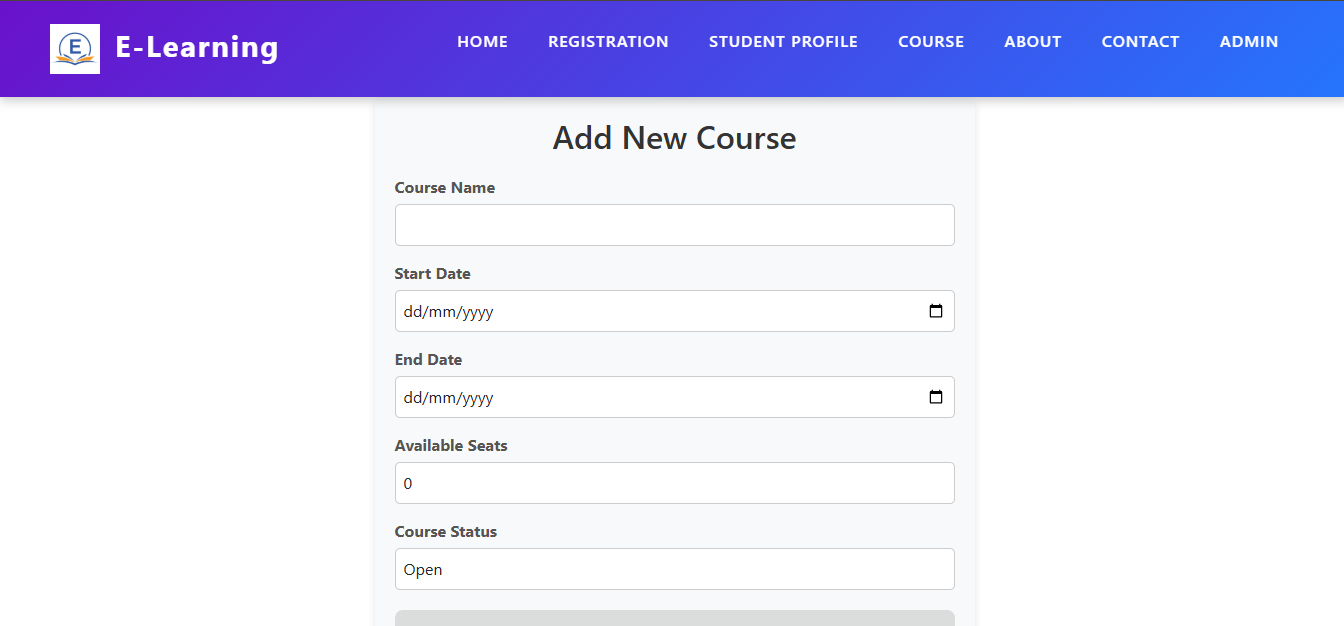 E
E-Learning
HOME REGISTRATION STUDENT PROFILE COURSE ABOUT CONTACT ADMIN
Add New Course
Course Name
Start Date
dd/mm/yyyy
End Date
dd/mm/yyyy
Available Seats
0
Course Status
Open